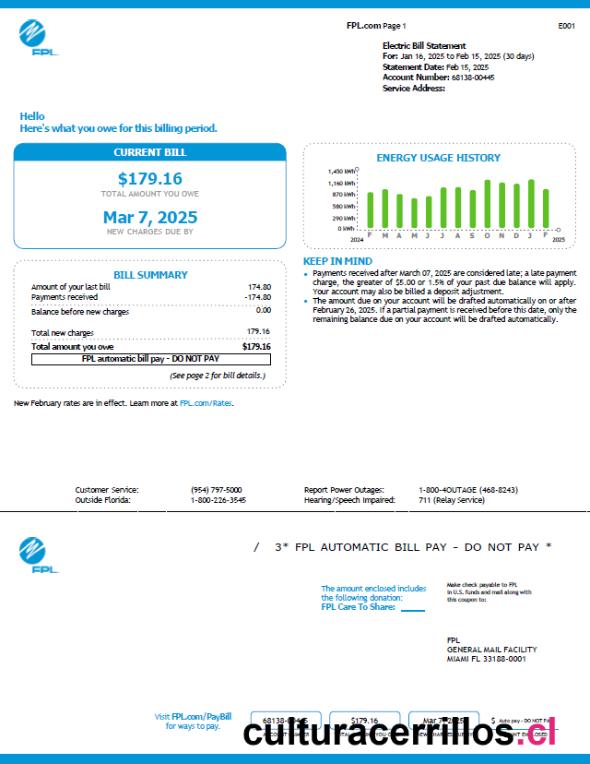 FPL.
FPL.com Page 1
E001
Electric Bill Statement
For: Jan 16, 2025 to Feb 15, 2025 (30 days)
Statement Date: Feb 15, 2025
Account Number: 68138-00445
Service Address:
Hello
Here's what you owe for this billing period.
CURRENT BILL
$179.16
TOTAL AMOUNT YOU OWE
Mar 7, 2025
NEW CHARGES DUE BY
BILL SUMMARY
Amount of your last bill 174.80
Payments received -174.80
Balance before new charges 0.00
Total new charges 179.16
Total amount you owe $179.16
FPL automatic bill pay - DO NOT PAY
(See page 2 for bill details.)
New February rates are in effect. Learn more at FPL.com/Rates.
ENERGY USAGE HISTORY
1,450 kWh
1,160 kWh
870 kWh
580 kWh
290 kWh
0 kWh
F M A M J J A S O N D J F
2024 2025
KEEP IN MIND
• Payments received after March 07, 2025 are considered late; a late payment
charge, the greater of $5.00 or 1.5% of your past due balance will apply.
Your account may also be billed a deposit adjustment.
• The amount due on your account will be drafted automatically on or after
February 26, 2025. If a partial payment is received before this date, only the
remaining balance due on your account will be drafted automatically.
Customer Service: (954) 797-5000
Outside Florida: 1-800-226-3545
Report Power Outages: 1-800-4OUTAGE (468-8243)
Hearing/Speech Impaired: 711 (Relay Service)
FPL.
/ 3* FPL AUTOMATIC BILL PAY - DO NOT PAY *
The amount enclosed includes
the following donation:
FPL Care To Share:
Make check payable to FPL
in U.S. funds and mail along with
this coupon to:
FPL
GENERAL MAIL FACILITY
MIAMI FL 33188-0001
Visit FPL.com/PayBill
for ways to pay.
$179.16
Mar 7, 2025
$ Auto pay - DO NOT
culturacerrillos.cl